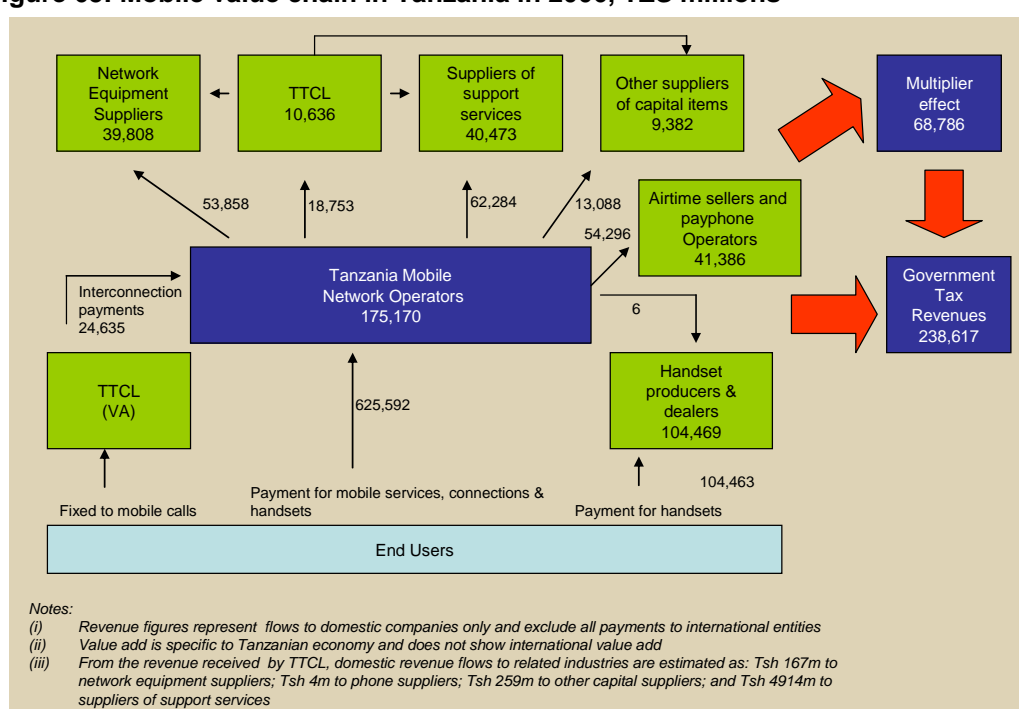 Network
Equipment
Suppliers
39,808
TTCL
10,636
Suppliers of
support
services
40,473
Other suppliers
of capital items
9,382
Multiplier
effect
68,786
53,858
18,753
62,284
13,088
54,296
Airtime sellers and
payphone
Operators
41,386
Interconnection
payments
24,635
Tanzania Mobile
Network Operators
175,170
6
Government
Tax
Revenues
238,617
TTCL
(VA)
625,592
Handset
producers &
dealers
104,469
104,463
Fixed to mobile calls
Payment for mobile services, connections &
handsets
Payment for handsets
End Users
Notes:
(i) Revenue figures represent flows to domestic companies only and exclude all payments to international entities
(ii) Value add is specific to Tanzanian economy and does not show international value add
(iii) From the revenue received by TTCL, domestic revenue flows to related industries are estimated as: Tsh 167m to
network equipment suppliers; Tsh 4m to phone suppliers; Tsh 259m to other capital suppliers; and Tsh 4914m to
suppliers of support services